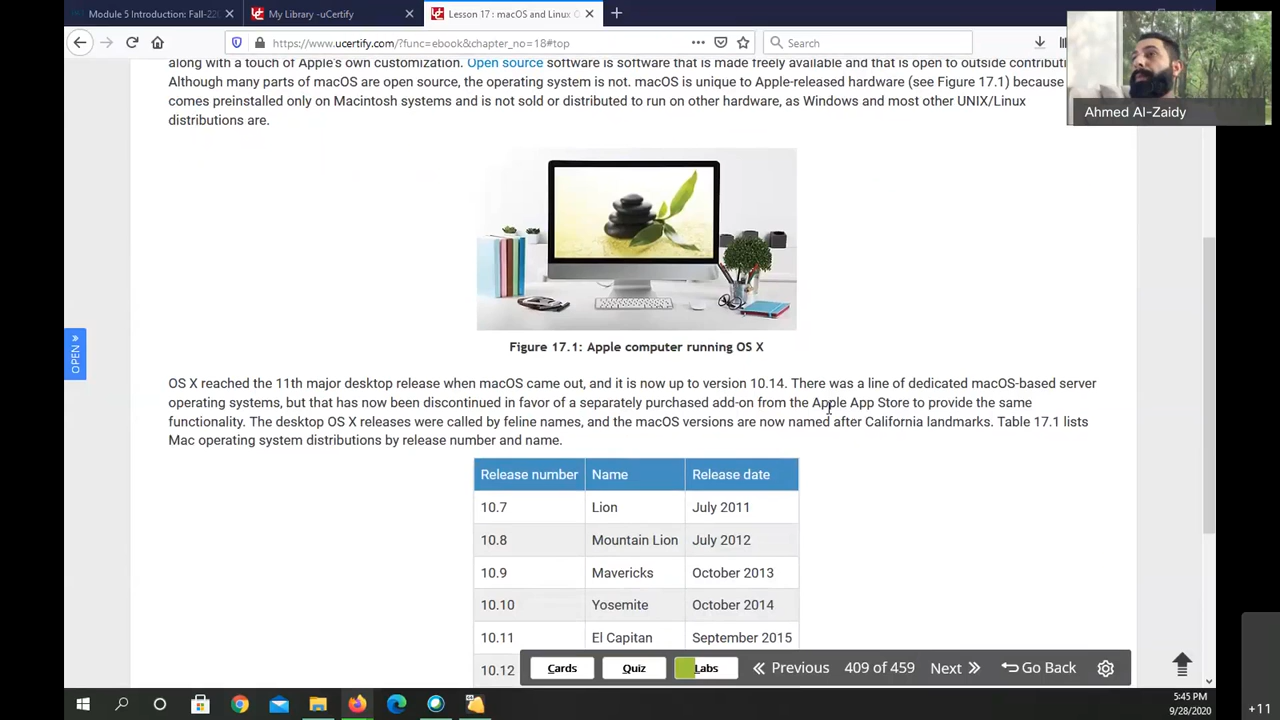 Module 5 Introduction: Fall-22
My Library -uCertify
Lesson 17 : macOS and Linux
https://www.ucertify.com/?func=ebook&chapter_no=18#top
Search
along with a touch of Apple's own customization. Open source software is software that is made freely available and that is open to outside
Although many parts of macOS are open source, the operating system is not. macOS is unique to Apple-released hardware (see Figure 17.1) because
comes preinstalled only on Macintosh systems and is not sold or distributed to run on other hardware, as Windows and most other UNIX/Linux
distributions are.
Ahmed Al-Zaidy
Figure 17.1: Apple computer running OS X
OPEN
OS X reached the 11th major desktop release when macOS came out, and it is now up to version 10.14. There was a line of dedicated macOS-based server
operating systems, but that has now been discontinued in favor of a separately purchased add-on from the Apple App Store to provide the same
functionality. The desktop OS X releases were called by feline names, and the macOS versions are now named after California landmarks. Table 17.1 lists
Mac operating system distributions by release number and name.
Release number Name Release date
10.7 Lion July 2011
10.8 Mountain Lion July 2012
10.9 Mavericks October 2013
10.10 Yosemite October 2014
10.11 El Capitan September 2015
10.12
Cards Quiz Labs Previous 409 of 459 Next Go Back
5:45 PM
9/28/2020
+11